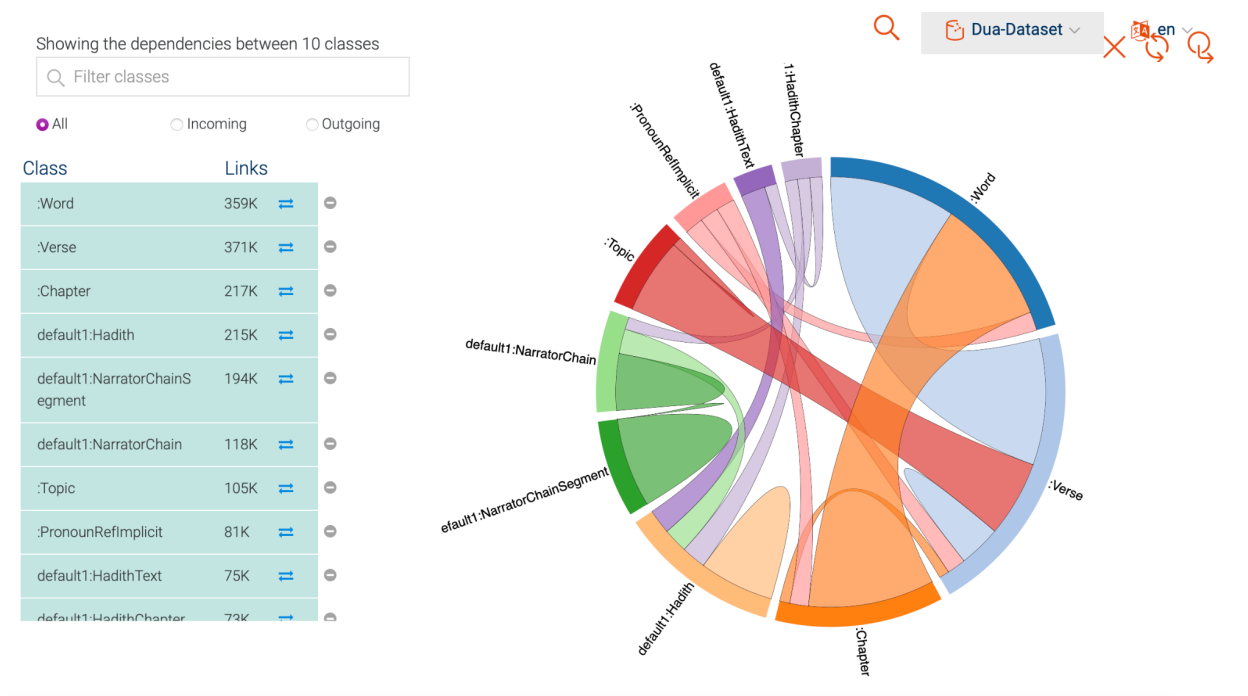 Showing the dependencies between 10 classes
Filter classes
All
Incoming
Outgoing
Dua-Dataset
en
Class Links
:Word 359K
:Verse 371K
:Chapter 217K
default1:Hadith 215K
default1:NarratorChainS
egment 194K
default1:NarratorChain 118K
:Topic 105K
:PronounRefImplicit 81K
default1:HadithText 75K
default1:HadithChapter 73K
1:HadithChapter
default1:HadithText
:PronounRefImplicit
:Topic
default1:NarratorChain
efault1:NarratorChainSegment
default1:Hadith
:Chapter
:Verse
:Word